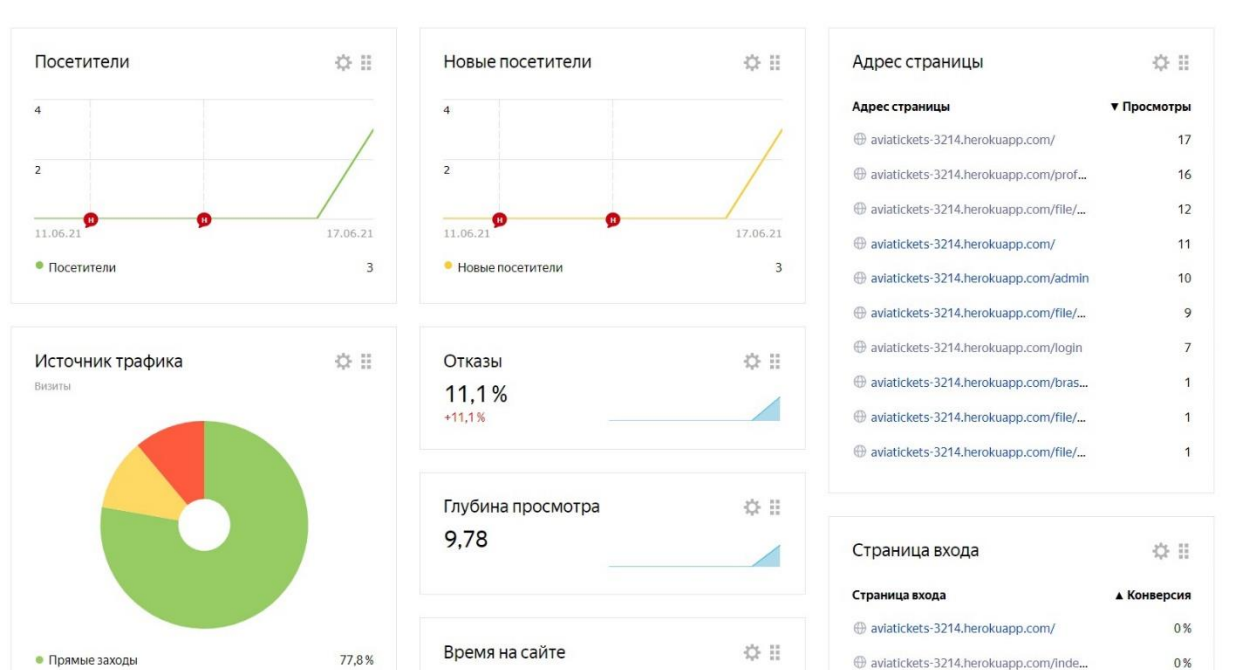 Посетители
4
2
Н
Н
11.06.21
17.06.21
Посетители
3
Новые посетители
4
2
Н
Н
11.06.21
17.06.21
Новые посетители
3
Адрес страницы
Адрес страницы ▼ Просмотры
aviatickets-3214.herokuapp.com/ 17
aviatickets-3214.herokuapp.com/prof... 16
aviatickets-3214.herokuapp.com/file/... 12
aviatickets-3214.herokuapp.com/ 11
aviatickets-3214.herokuapp.com/admin 10
aviatickets-3214.herokuapp.com/file/... 9
aviatickets-3214.herokuapp.com/login 7
aviatickets-3214.herokuapp.com/bras... 1
aviatickets-3214.herokuapp.com/file/... 1
aviatickets-3214.herokuapp.com/file/... 1
Источник трафика
Визиты
Прямые заходы 77,8 %
Отказы
11,1 %
+11,1 %
Глубина просмотра
9,78
Время на сайте
Страница входа
Страница входа ▲ Конверсия
aviatickets-3214.herokuapp.com/ 0 %
aviatickets-3214.herokuapp.com/inde... 0 %